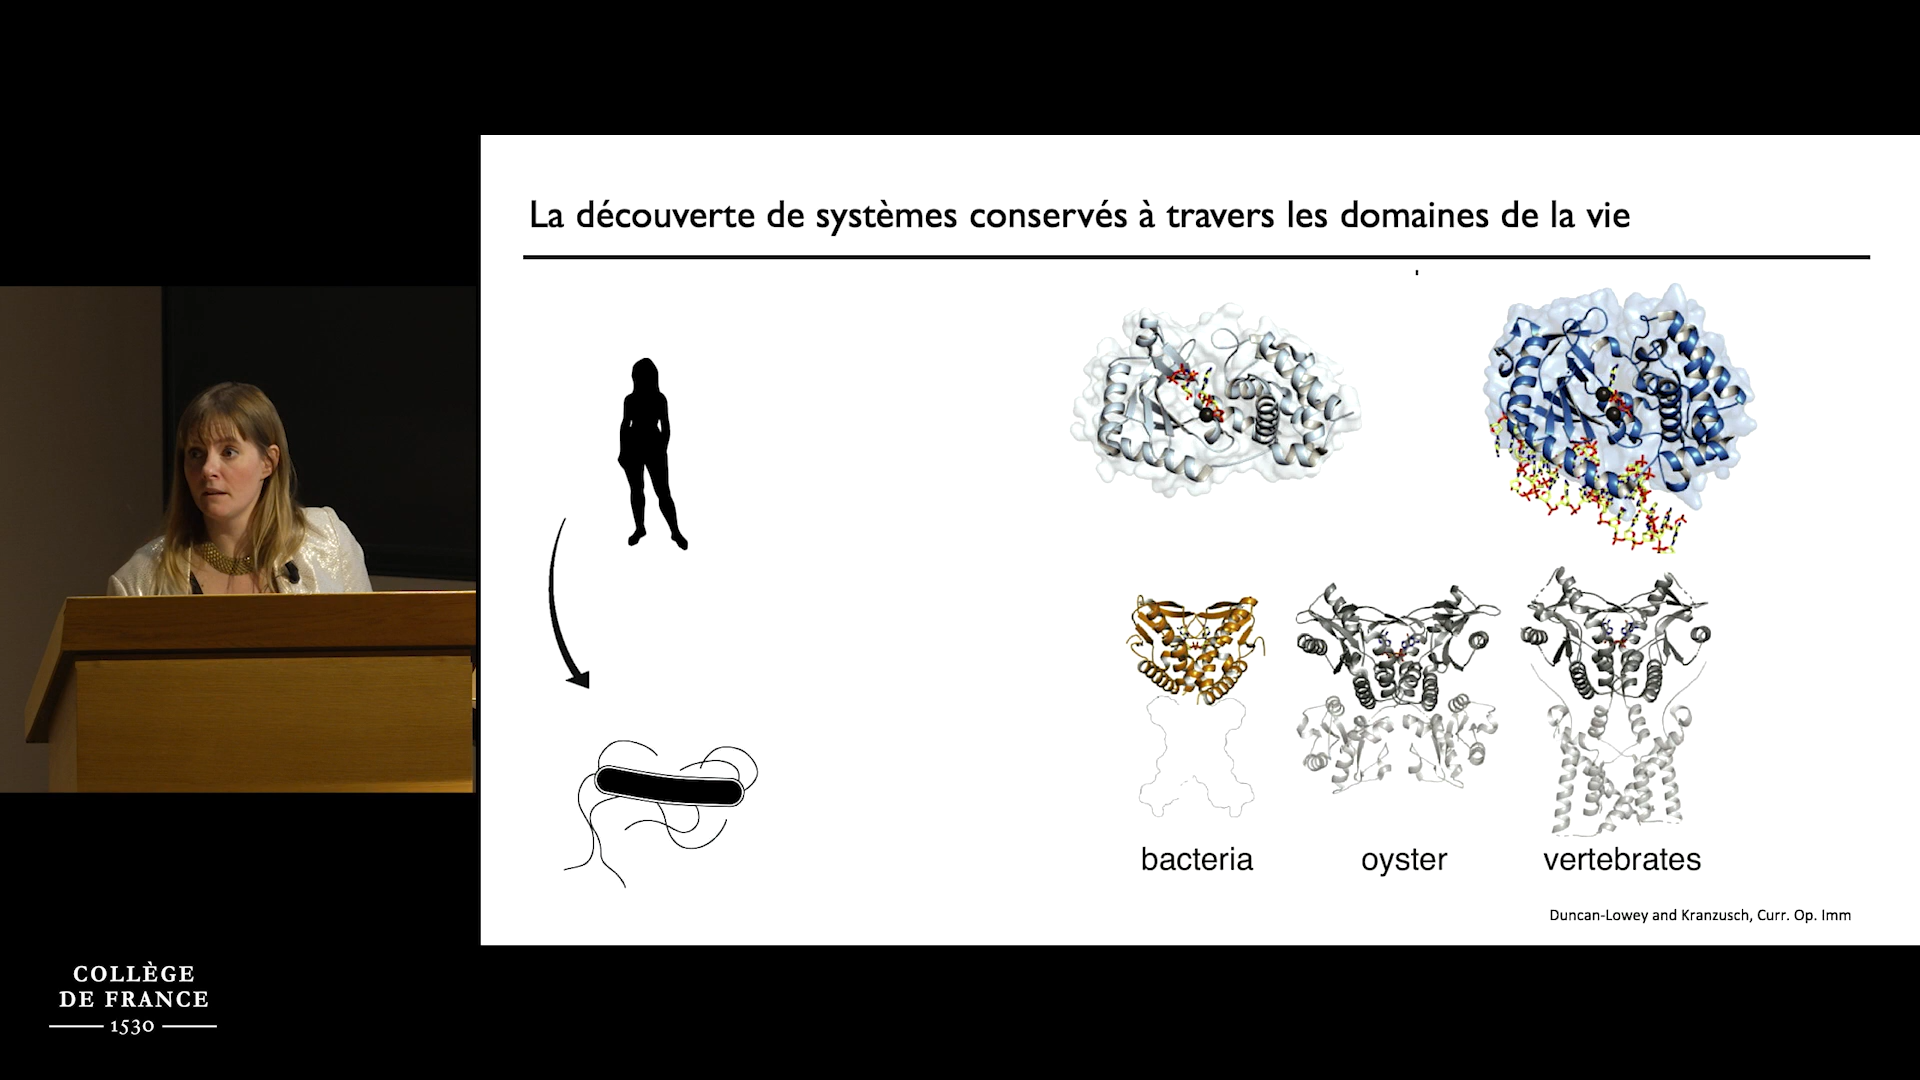 La découverte de systèmes conservés à travers les domaines de la vie
bacteria
oyster
vertebrates
Duncan-Lowey and Kranzusch, Curr. Op. Imm
COLLÈGE
DE FRANCE
1530